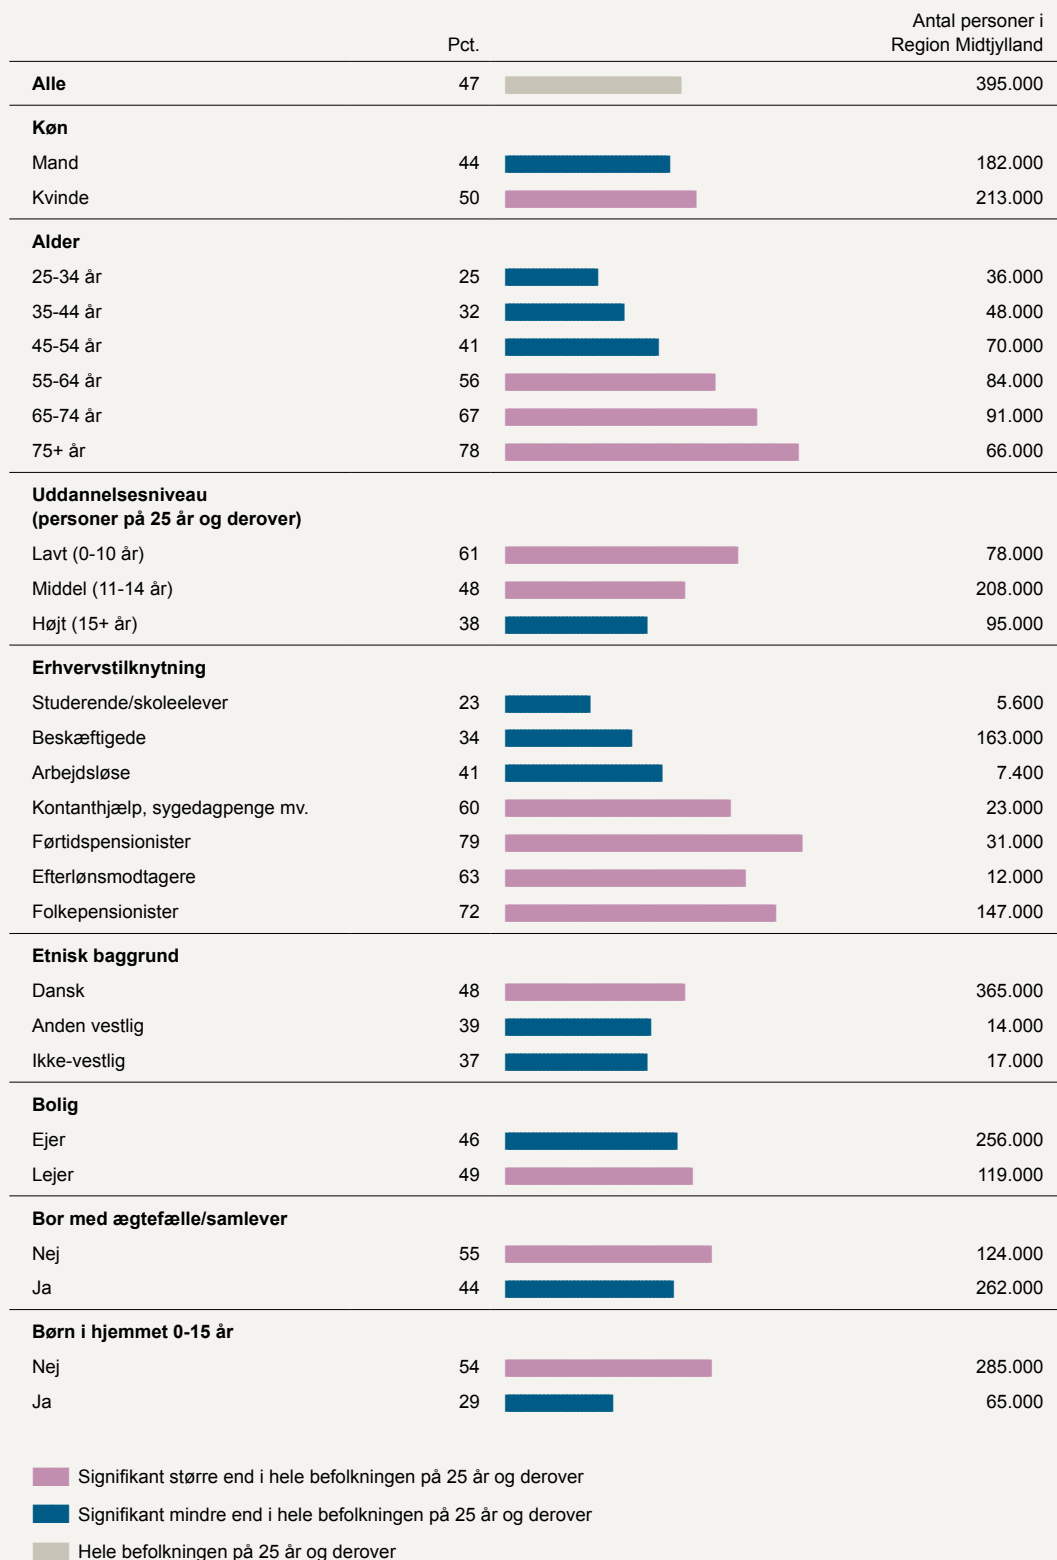 Pct. Antal personer i
Region Midtjylland
Alle 47 395.000
Køn
Mand 44 182.000
Kvinde 50 213.000
Alder
25-34 år 25 36.000
35-44 år 32 48.000
45-54 år 41 70.000
55-64 år 56 84.000
65-74 år 67 91.000
75+ år 78 66.000
Uddannelsesniveau
(personer på 25 år og derover)
Lavt (0-10 år) 61 78.000
Middel (11-14 år) 48 208.000
Højt (15+ år) 38 95.000
Erhvervstilknytning
Studerende/skoleelever 23 5.600
Beskæftigede 34 163.000
Arbejdsløse 41 7.400
Kontanthjælp, sygedagpenge mv. 60 23.000
Førtidspensionister 79 31.000
Efterlønsmodtagere 63 12.000
Folkepensionister 72 147.000
Etnisk baggrund
Dansk 48 365.000
Anden vestlig 39 14.000
Ikke-vestlig 37 17.000
Bolig
Ejer 46 256.000
Lejer 49 119.000
Bor med ægtefælle/samlever
Nej 55 124.000
Ja 44 262.000
Børn i hjemmet 0-15 år
Nej 54 285.000
Ja 29 65.000
Signifikant større end i hele befolkningen på 25 år og derover
Signifikant mindre end i hele befolkningen på 25 år og derover
Hele befolkningen på 25 år og derover